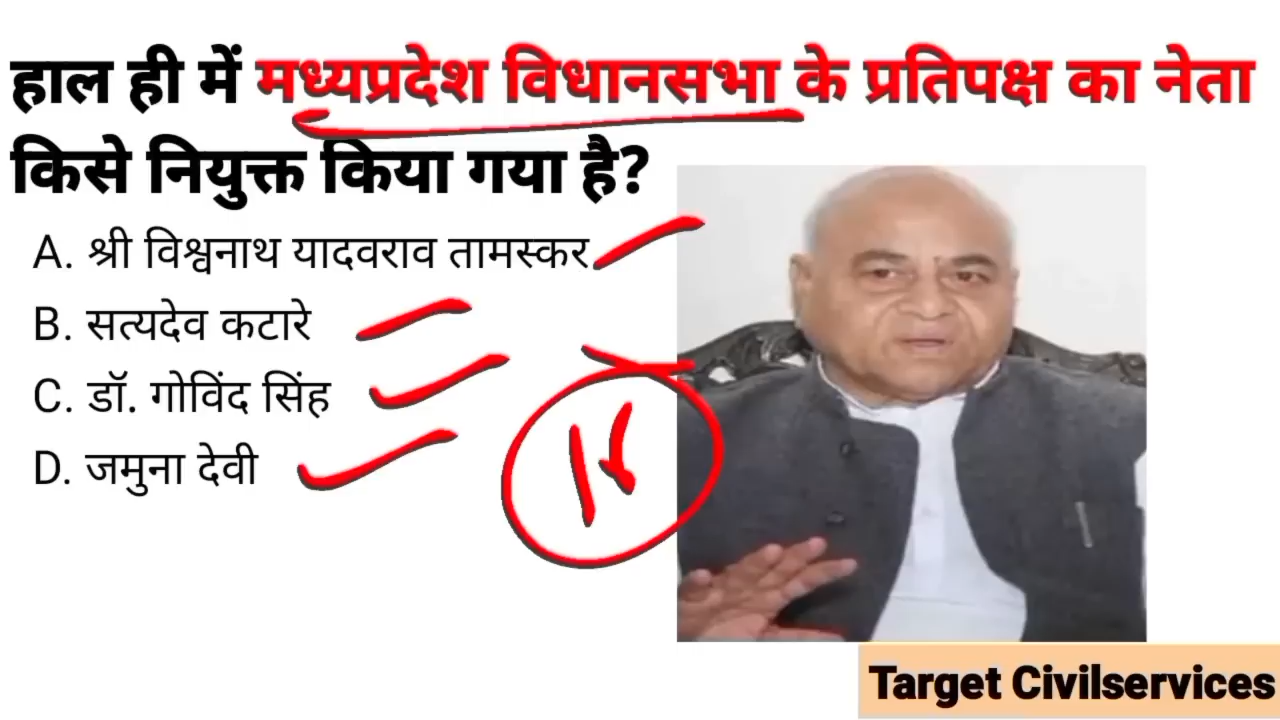 हाल ही में मध्यप्रदेश विधानसभा के प्रतिपक्ष का नेता
किसे नियुक्त किया गया है?
A. श्री विश्वनाथ यादवराव तामस्कर
B. सत्यदेव कटारे
C. डॉ. गोविंद सिंह
D. जमुना देवी
Target Civilservices